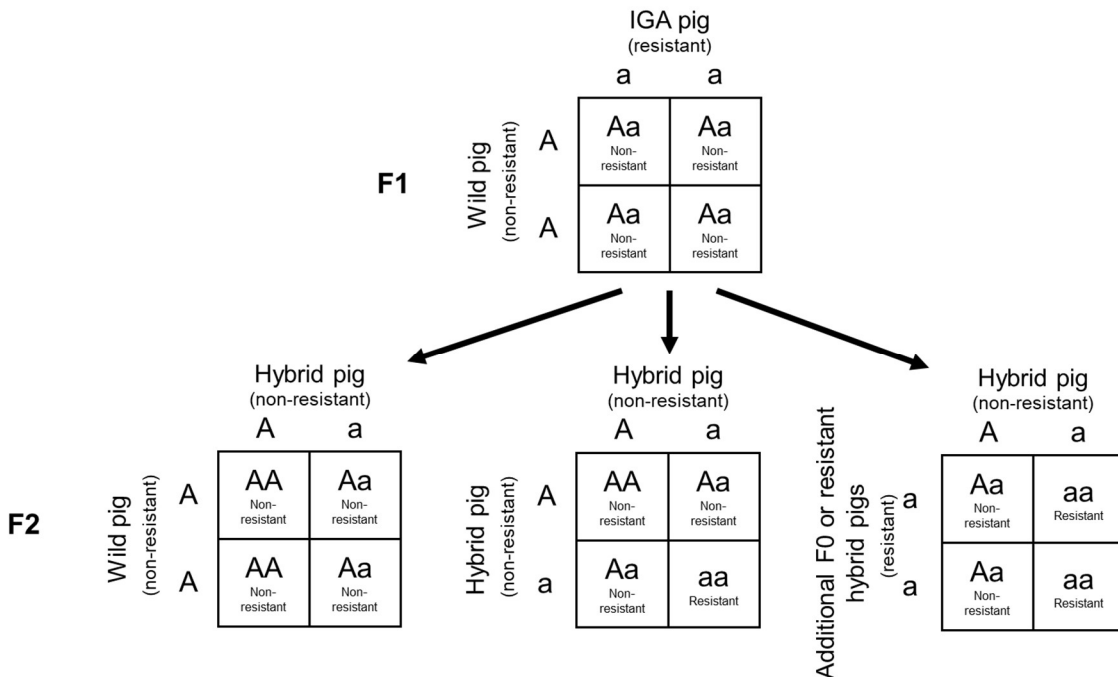 IGA pig
(resistant)
a a
F1
Wild pig
(non-resistant)
A
A
Aa Aa
Non-
resistant
Non-
resistant
Aa Aa
Non-
resistant
Non-
resistant
F2
Hybrid pig
(non-resistant)
A a
Wild pig
(non-resistant)
A
A
AA Aa
Non-
resistant
Non-
resistant
AA Aa
Non-
resistant
Non-
resistant
Hybrid pig
(non-resistant)
A a
Hybrid pig
(non-resistant)
A
a
AA Aa
Non-
resistant
Non-
resistant
Aa aa
Non-
resistant
Resistant
Hybrid pig
(non-resistant)
A a
Additional F0 or resistant
hybrid pigs
(resistant)
a
a
Aa aa
Non-
resistant
Resistant
Aa aa
Non-
resistant
Resistant